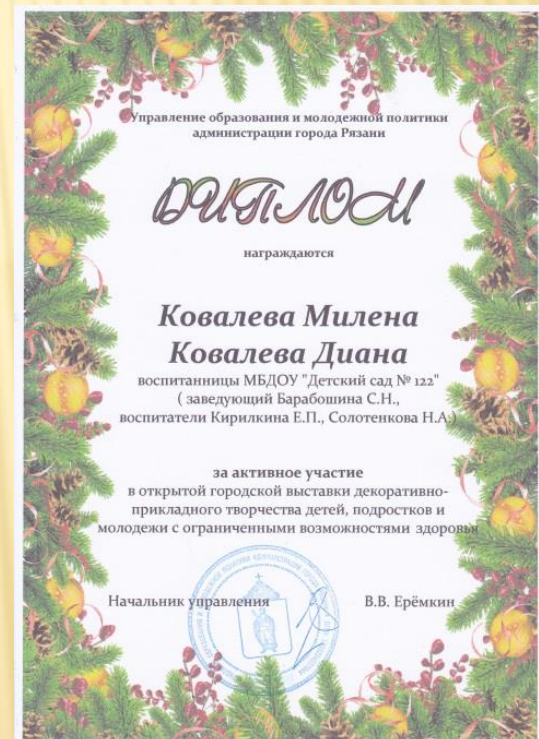 Управление образования и молодежной политики
администрации города Рязани
ДИПЛОМ
награждаются
Ковалева Милена
Ковалева Диана
воспитанницы МБДОУ "Детский сад № 122"
( заведующий Барабошина С.Н.,
воспитатели Кирилкина Е.П., Солотенкова Н.А.)
за активное участие
в открытой городской выставки декоративно-
прикладного творчества детей, подростков и
молодежи с ограниченными возможностями здоровья
Начальник управления В.В. Ерёмкин